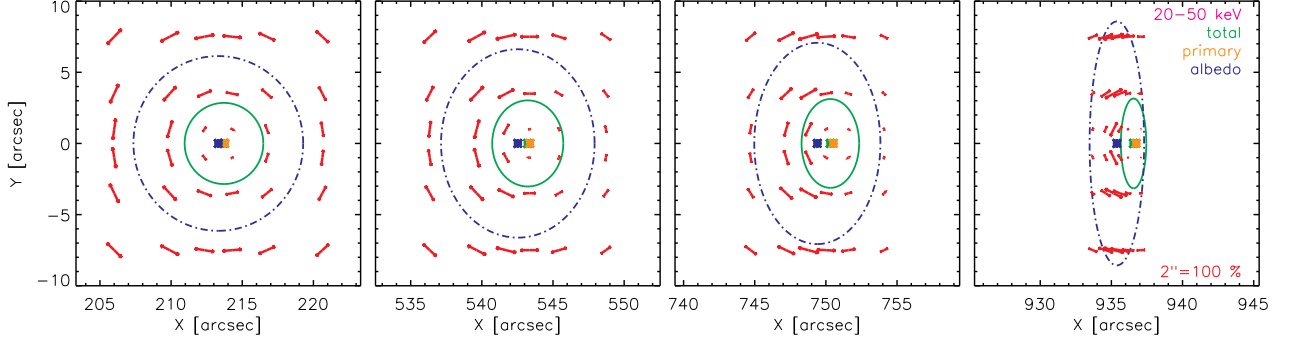 10
5
0
−5
−10
Y [arcsec]
20−50 keV
total
primary
albedo
2''=100 %
205 210 215 220
535 540 545 550
740 745 750 755
930 935 940 945
X [arcsec]
X [arcsec]
X [arcsec]
X [arcsec]